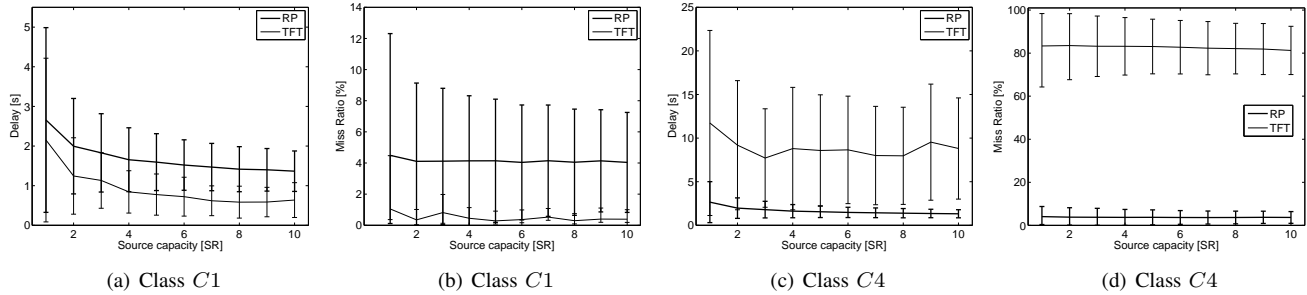 5
4
3
2
1
0
Delay [s]
RP
TFT
2 4 6 8 10
Source capacity [SR]
(a) Class C1
14
12
10
8
6
4
2
0
Miss Ratio [%]
RP
TFT
2 4 6 8 10
Source capacity [SR]
(b) Class C1
25
20
15
10
5
0
Delay [s]
RP
TFT
2 4 6 8 10
Source capacity [SR]
(c) Class C4
100
80
60
40
20
0
Miss Ratio [%]
RP
TFT
2 4 6 8 10
Source capacity [SR]
(d) Class C4